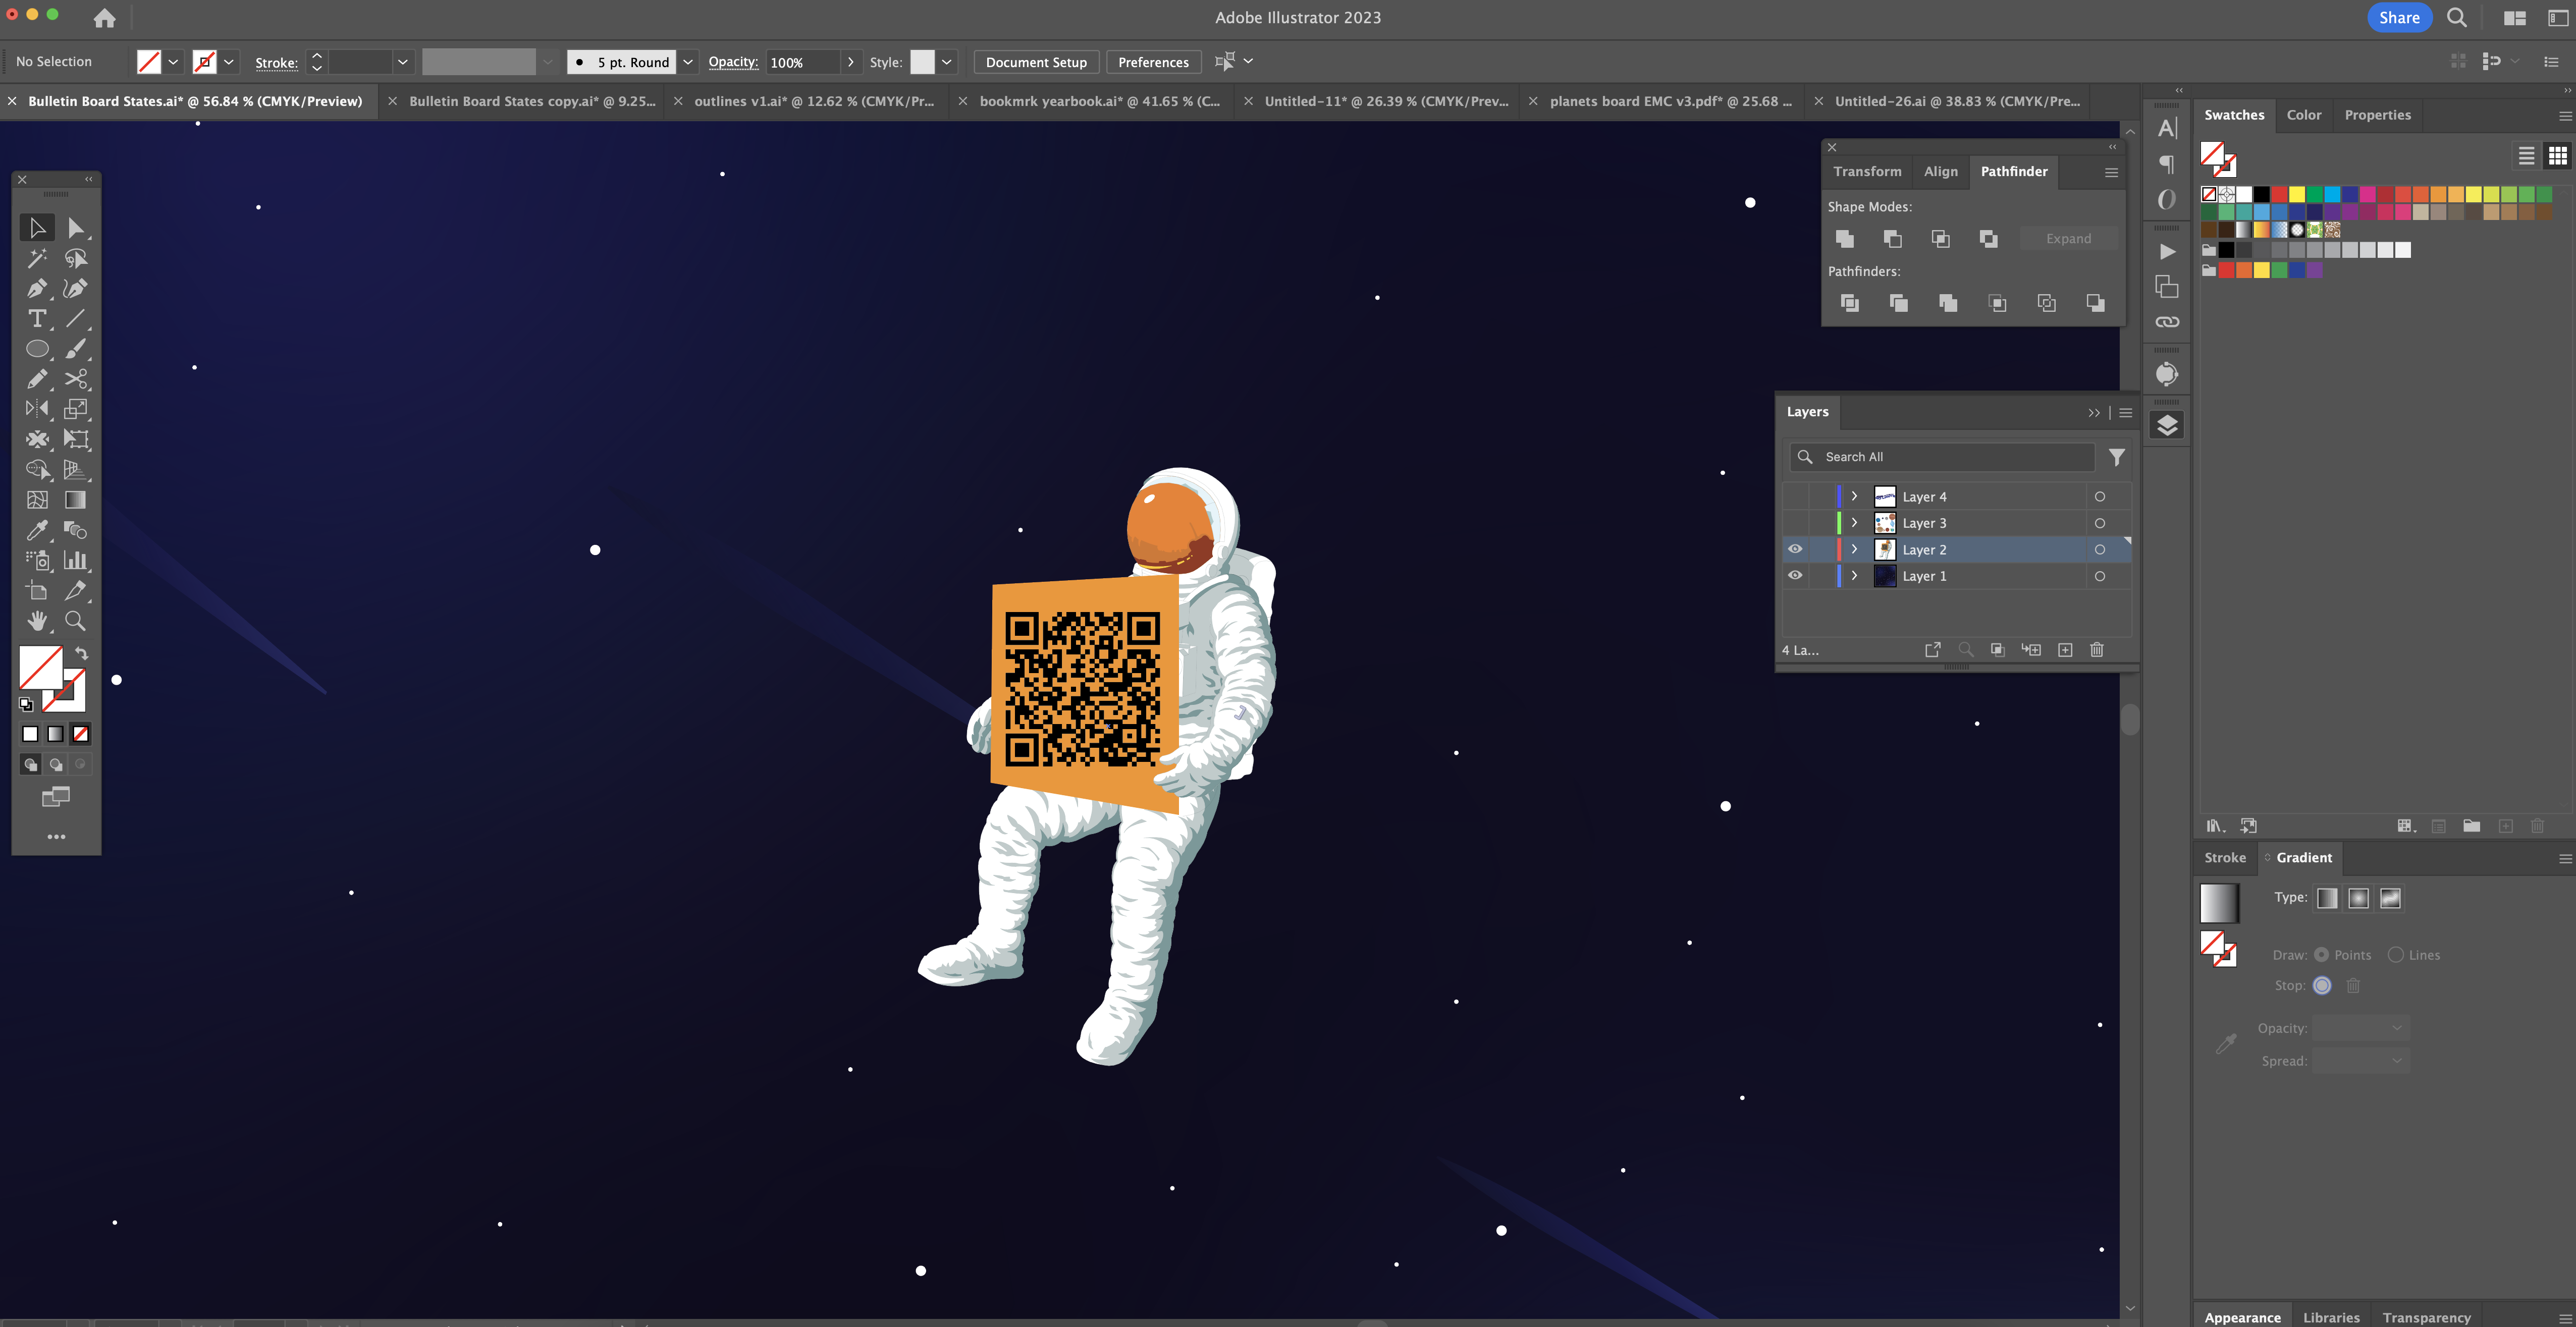 Adobe Illustrator 2023
Share
No Selection
Stroke:
5 pt. Round
Opacity: 100%
Style:
Document Setup
Preferences
Bulletin Board States.ai* @ 56.84 % (CMYK/Preview)
Bulletin Board States copy.ai* @ 9.25...
outlines v1.ai* @ 12.62 % (CMYK/Pr...
bookmrk yearbook.ai* @ 41.65 % (C...
Untitled-11* @ 26.39 % (CMYK/Prev...
planets board EMC v3.pdf* @ 25.68 ...
Untitled-26.ai @ 38.83 % (CMYK/Pre...
Transform
Align
Pathfinder
Shape Modes:
Expand
Pathfinders:
Layers
Search All
Layer 4
Layer 3
Layer 2
Layer 1
4 La...
Swatches
Color
Properties
Stroke
Gradient
Type:
Draw: Points Lines
Stop:
Opacity:
Spread:
Appearance
Libraries
Transparency